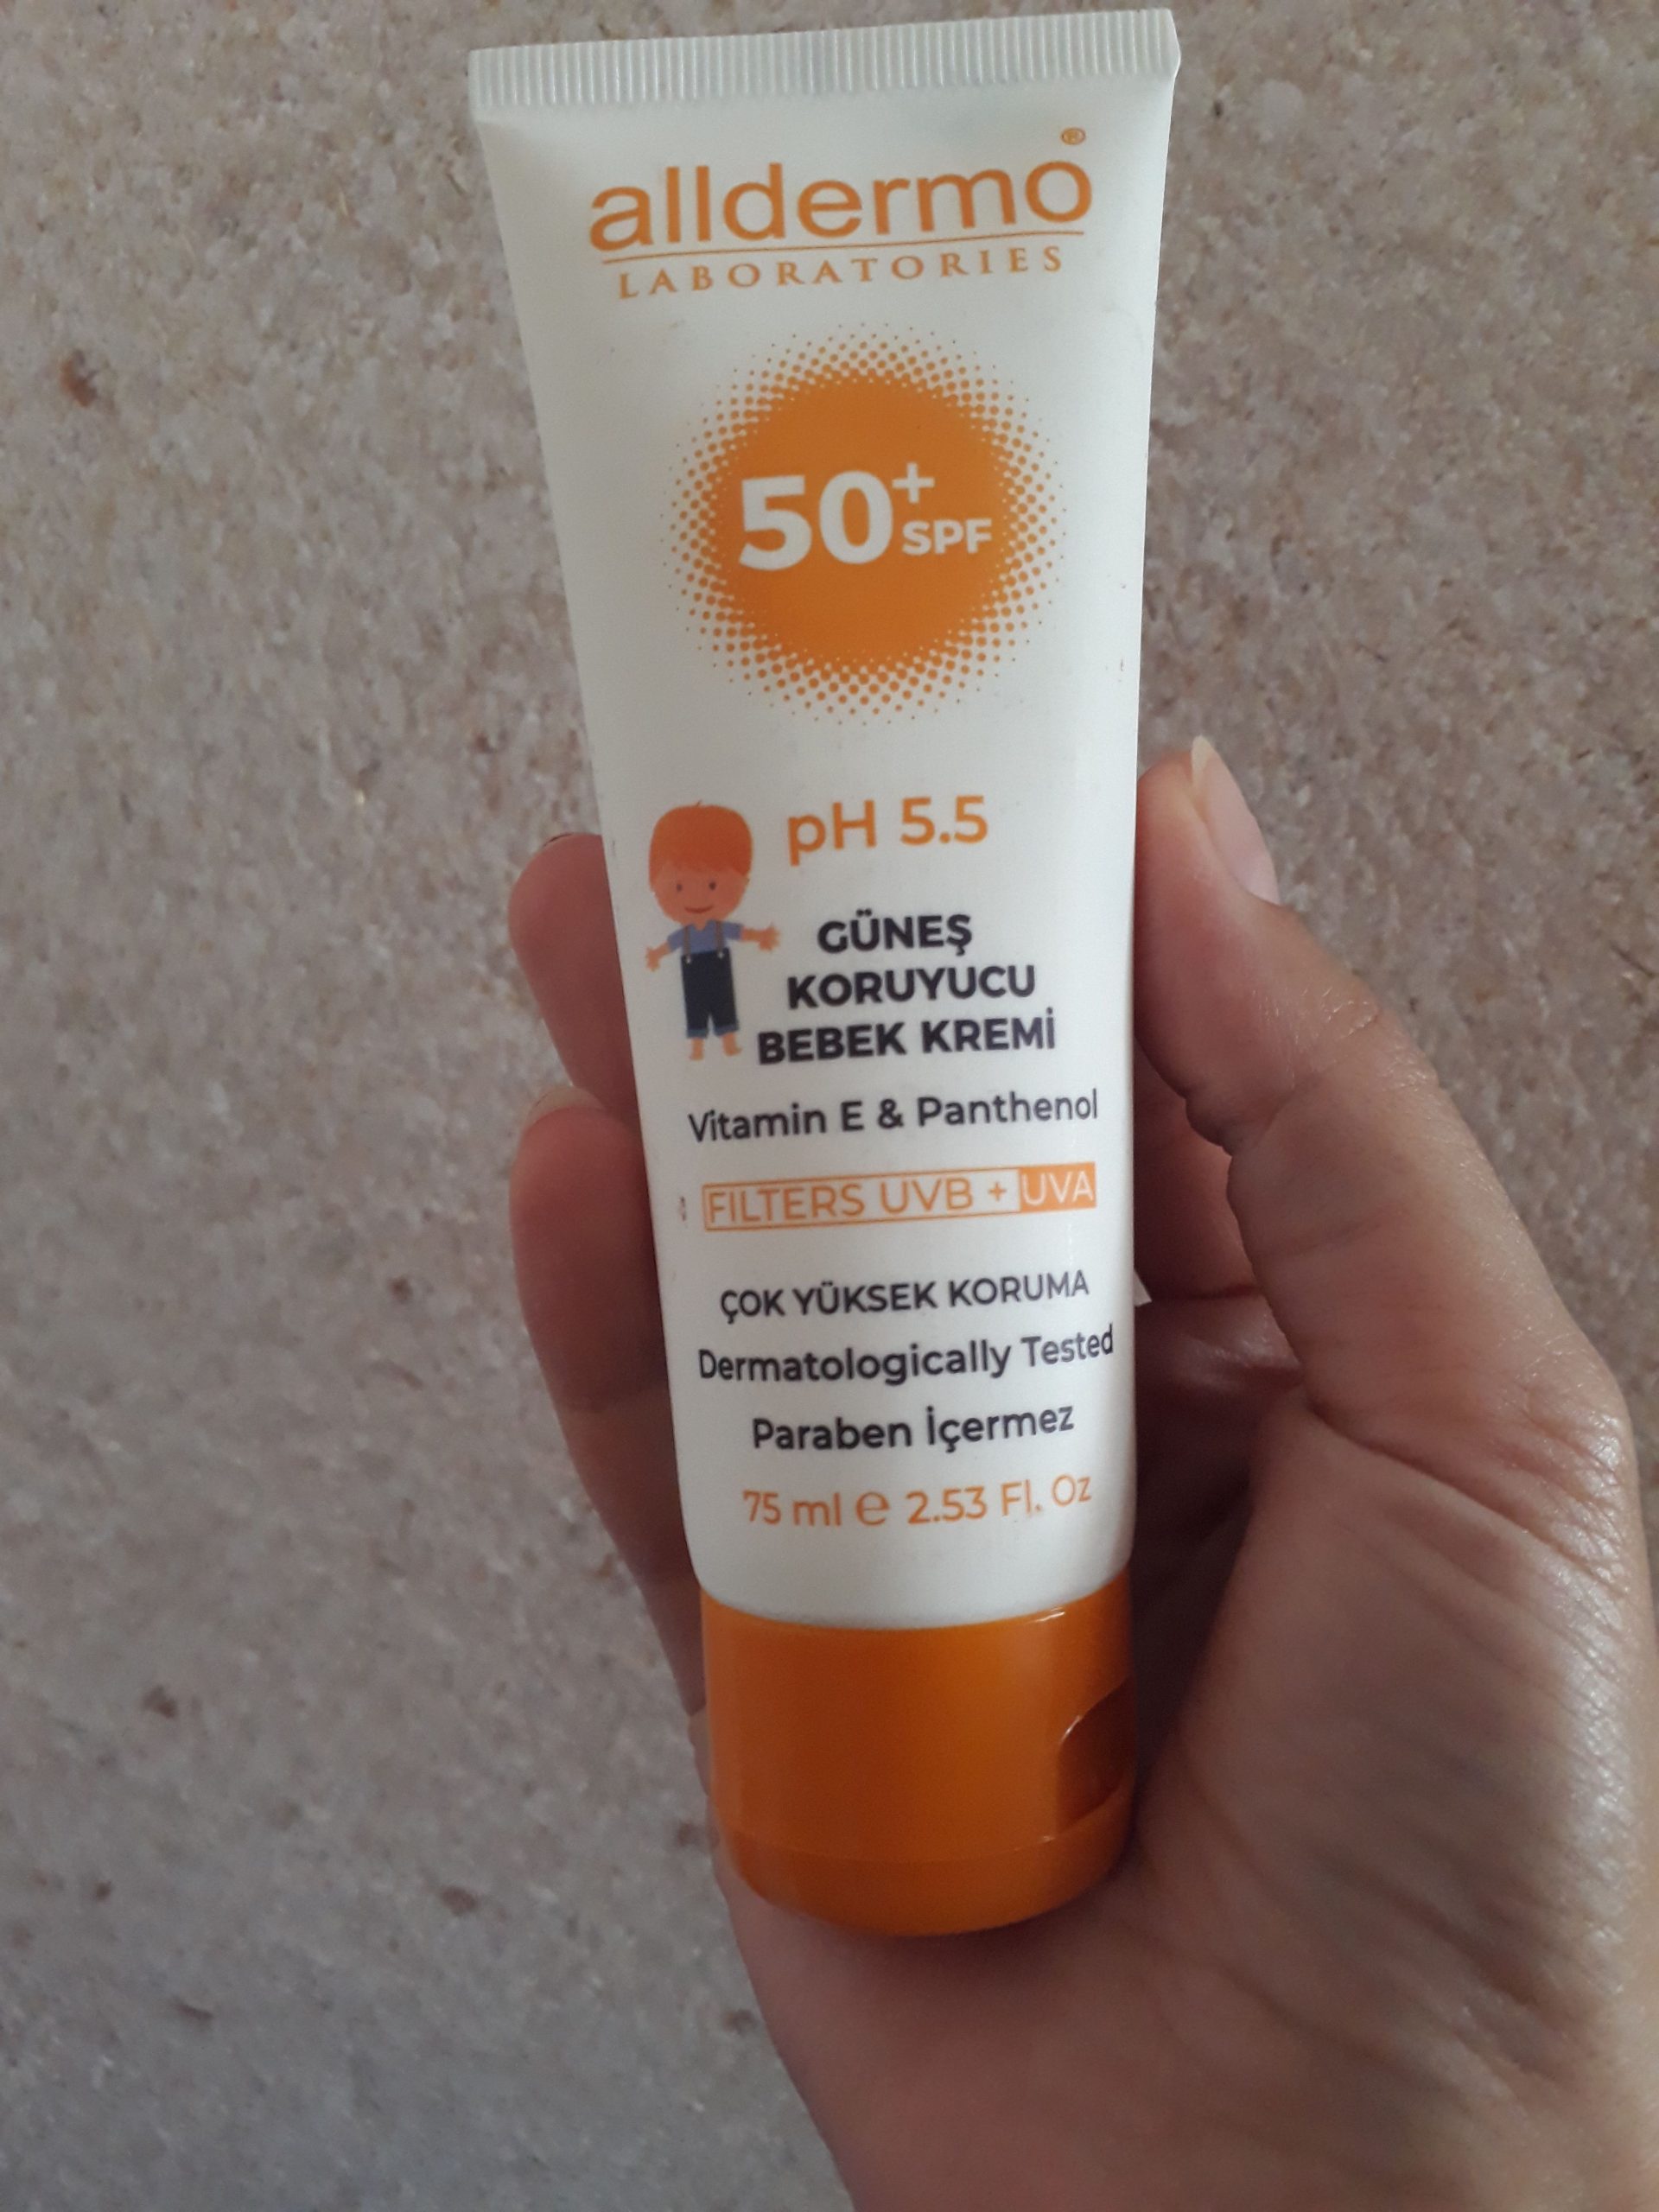 alldermo®
LABORATORIES
50+ SPF
pH 5.5
GÜNEŞ
KORUYUCU
BEBEK KREMİ
Vitamin E & Panthenol
FILTERS UVB + UVA
ÇOK YÜKSEK KORUMA
Dermatologically Tested
Paraben İçermez
75 ml ℮ 2.53 Fl. Oz